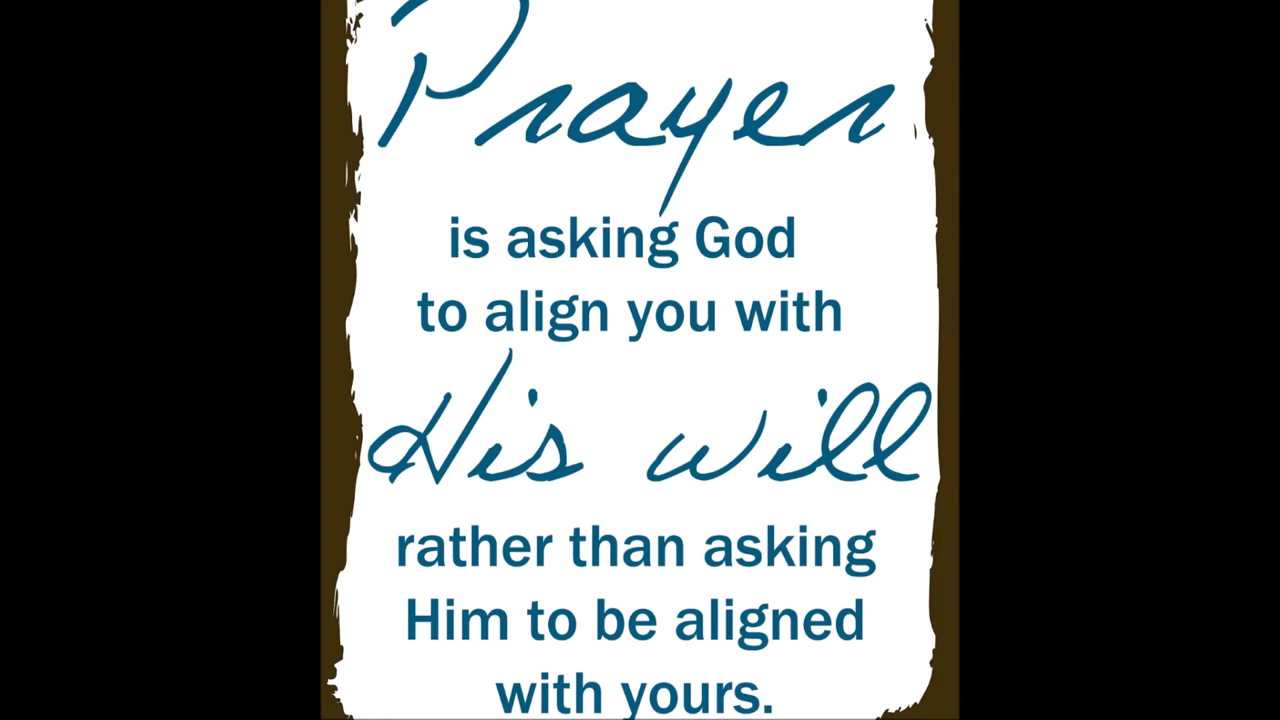 Prayer
is asking God
to align you with
His will
rather than asking
Him to be aligned
with yours.